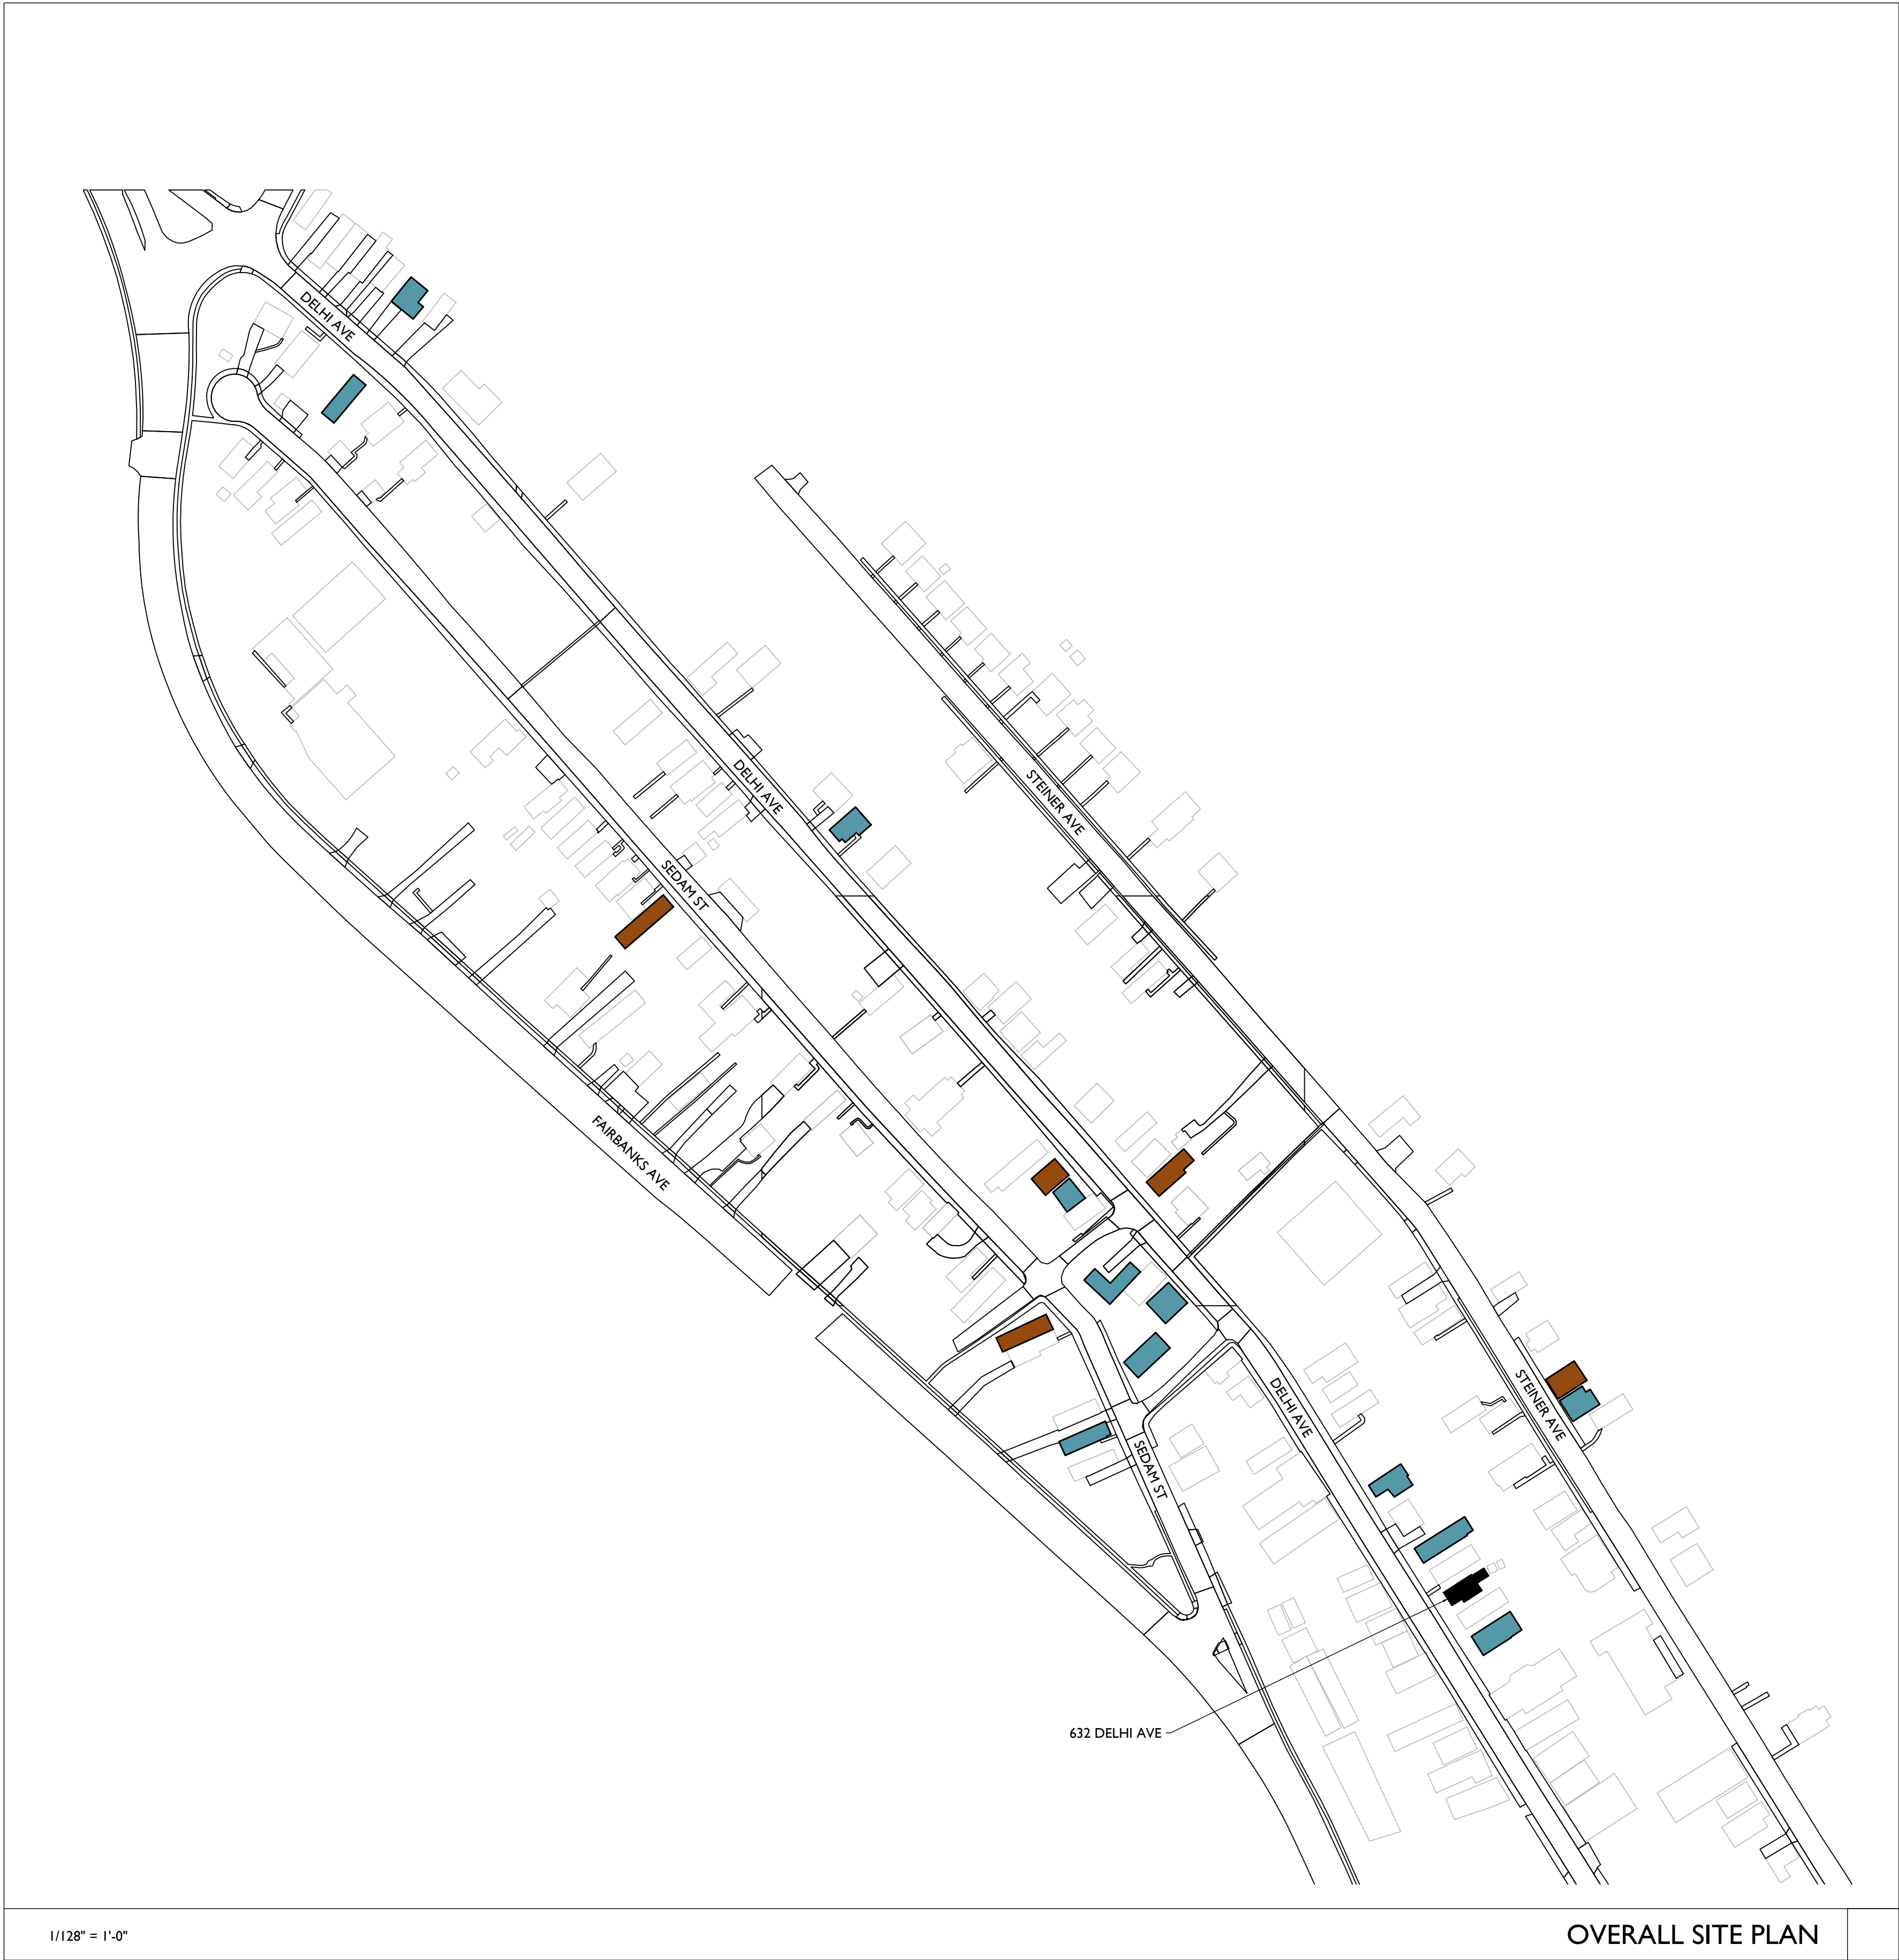 DELHI AVE
STEINER AVE
DELHI AVE
SEDAM ST
FAIRBANKS AVE
DELHI AVE
STEINER AVE
SEDAM ST
632 DELHI AVE
1/128" = 1'-0"
OVERALL SITE PLAN